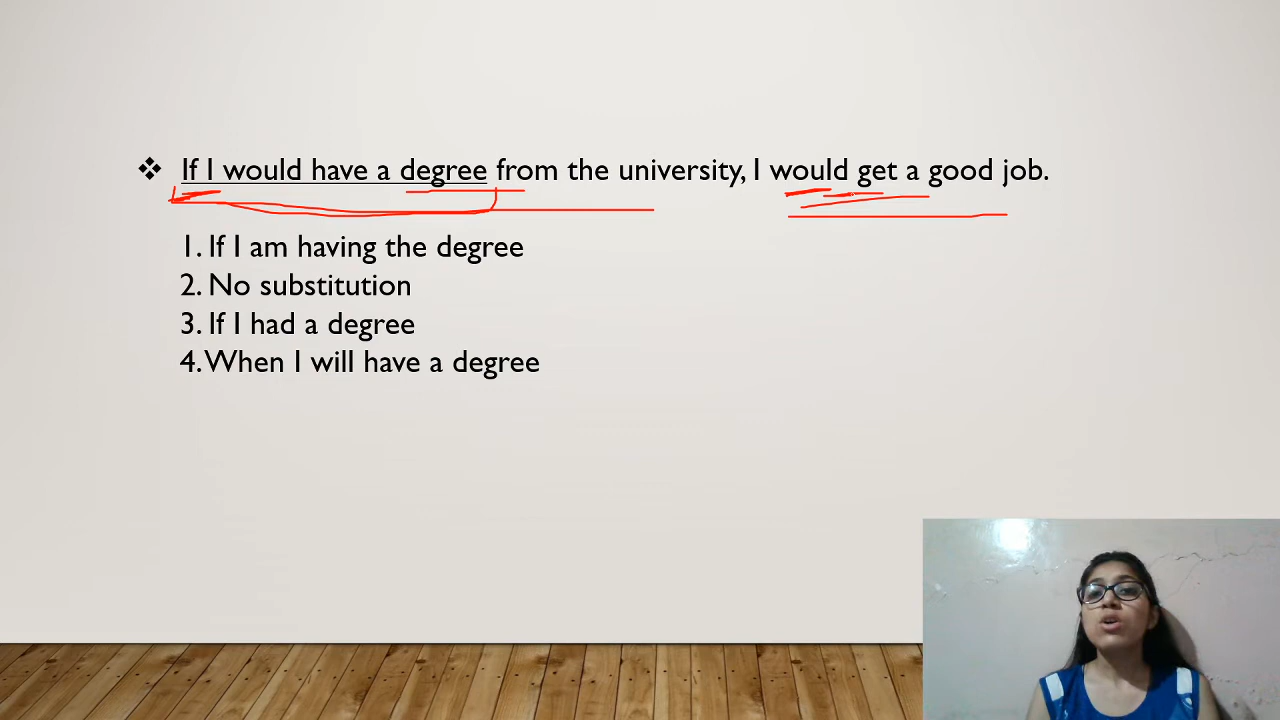 ❖ If I would have a degree from the university, I would get a good job.
1. If I am having the degree
2. No substitution
3. If I had a degree
4. When I will have a degree